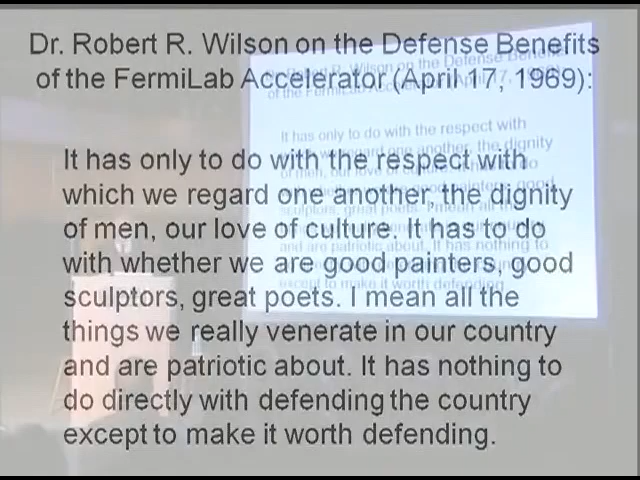 Dr. Robert R. Wilson on the Defense Benefits
of the FermiLab Accelerator (April 17, 1969):
It has only to do with the respect with
which we regard one another, the dignity
of men, our love of culture. It has to do
with whether we are good painters, good
sculptors, great poets. I mean all the
things we really venerate in our country
and are patriotic about. It has nothing to
do directly with defending the country
except to make it worth defending.